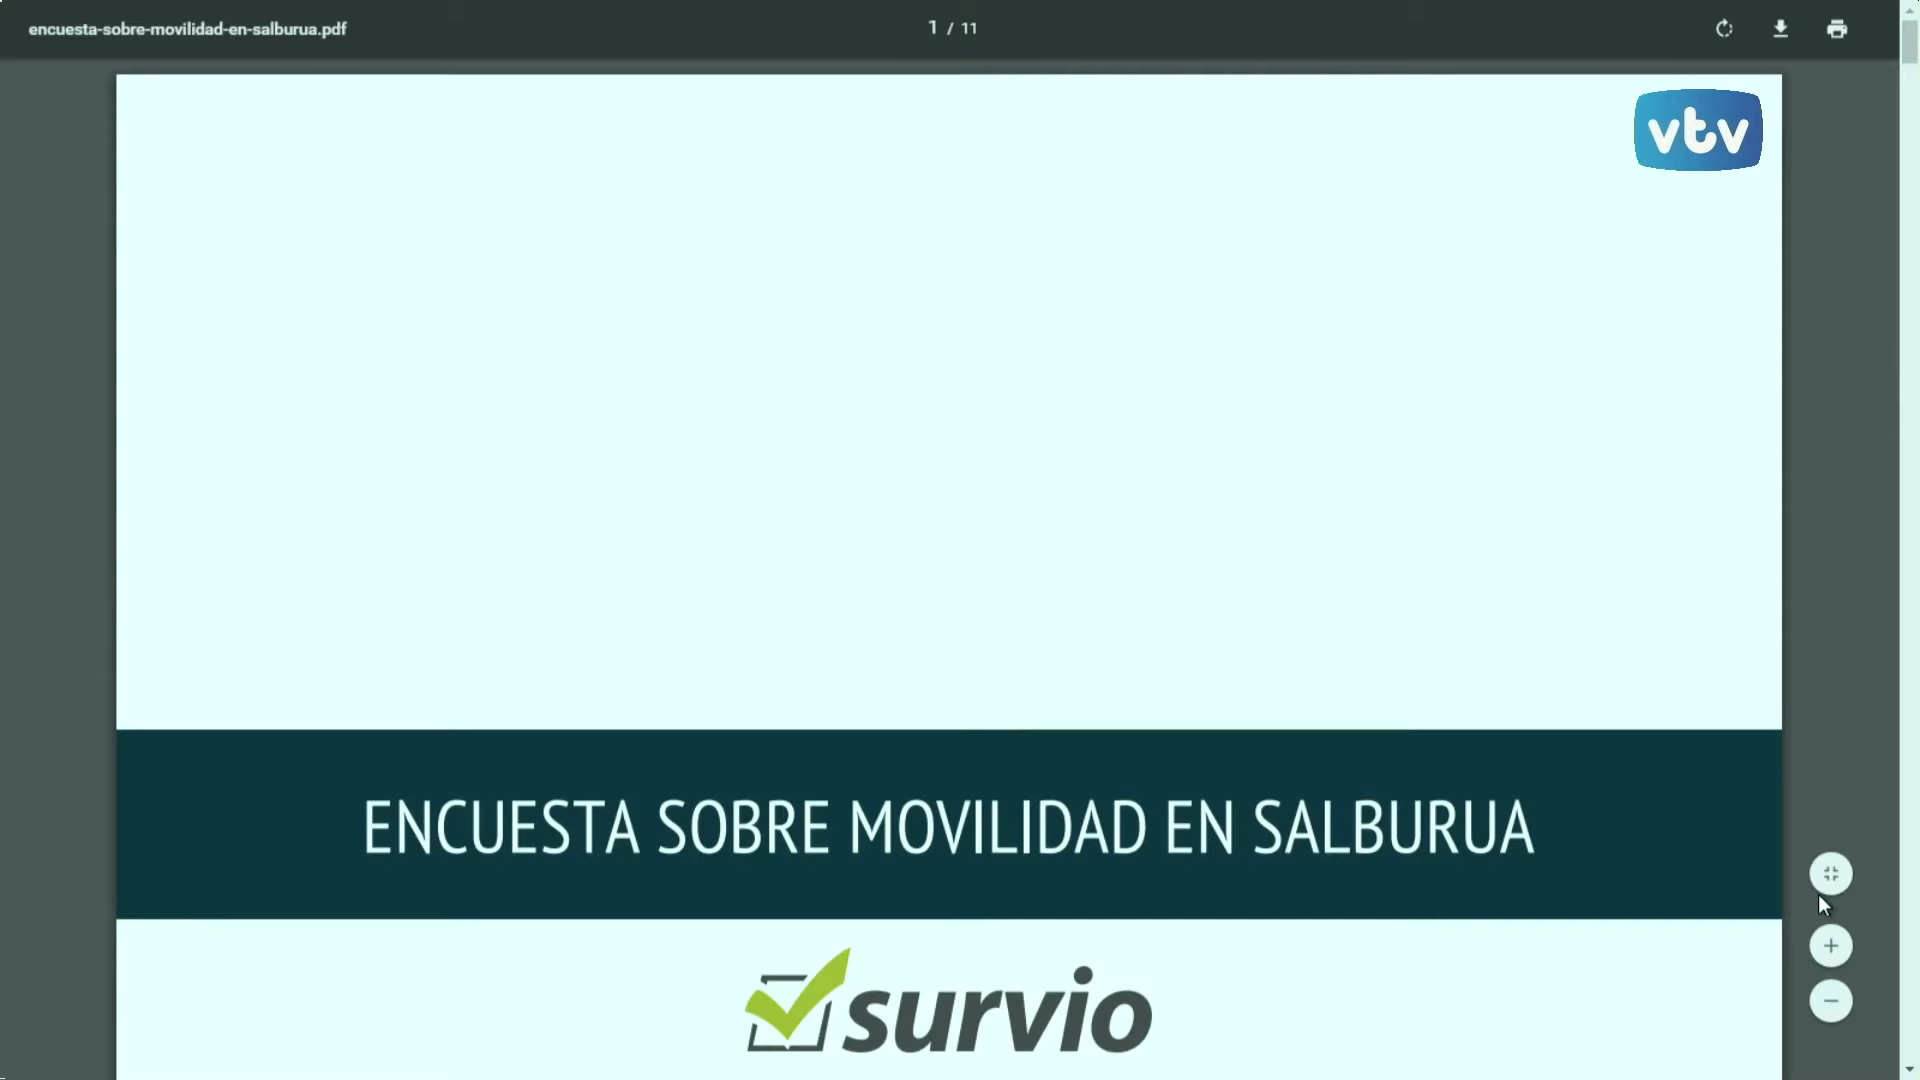 encuesta-sobre-movilidad-en-salburua.pdf
1 / 11
vtv
ENCUESTA SOBRE MOVILIDAD EN SALBURUA
survio